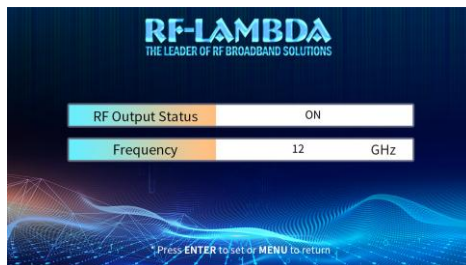 RF-LAMBDA
THE LEADER OF RF BROADBAND SOLUTIONS
RF Output Status ON
Frequency 12 GHz
* Press ENTER to set or MENU to return